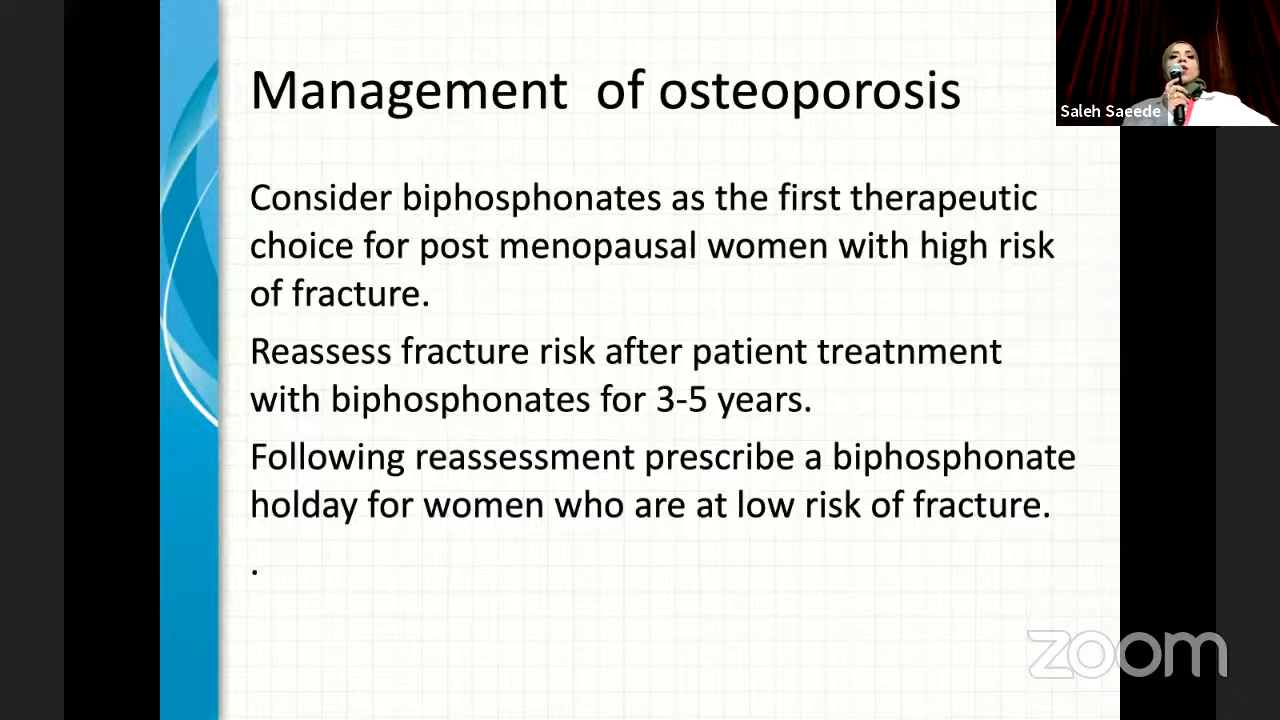 Management of osteoporosis
Saleh Saeede
Consider biphosphonates as the first therapeutic
choice for post menopausal women with high risk
of fracture.
Reassess fracture risk after patient treatnment
with biphosphonates for 3-5 years.
Following reassessment prescribe a biphosphonate
holday for women who are at low risk of fracture.
.
zoom